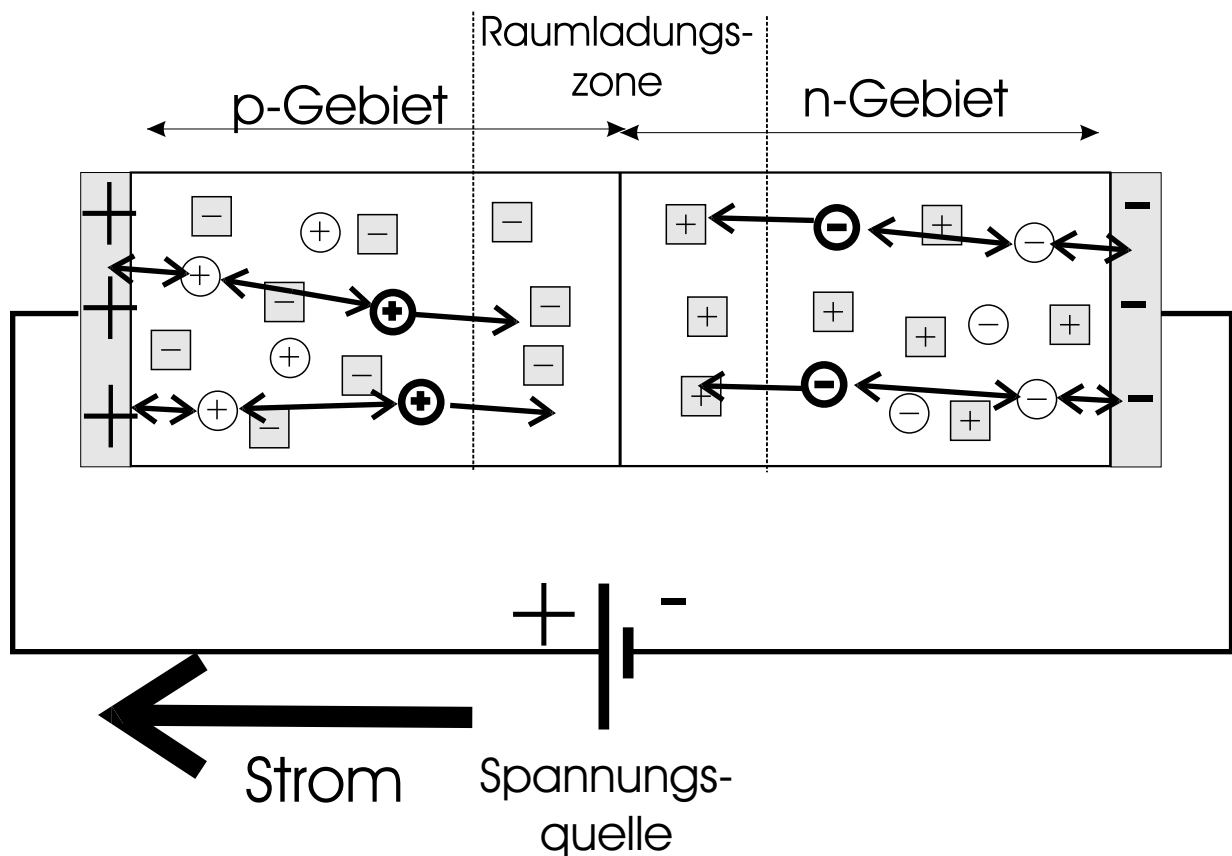 Raumladungs-
zone
p-Gebiet
n-Gebiet
+ -
Strom
Spannungs-
quelle